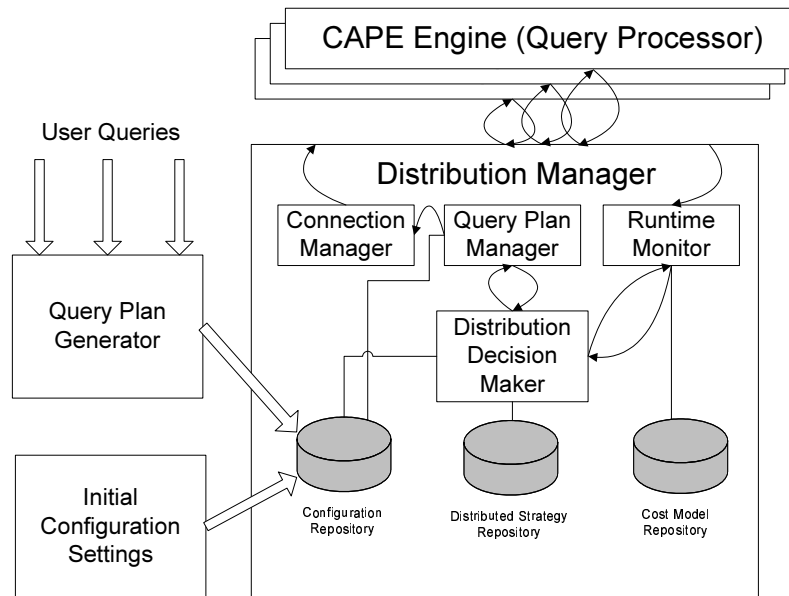 CAPE Engine (Query Processor)
User Queries
Distribution Manager
Connection
Manager
Query Plan
Manager
Runtime
Monitor
Query Plan
Generator
Distribution
Decision
Maker
Initial
Configuration
Settings
Configuration
Repository
Distributed Strategy
Repository
Cost Model
Repository